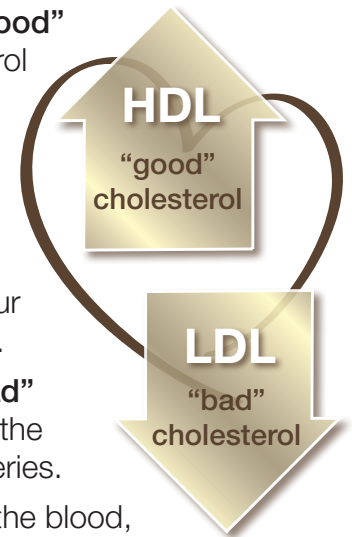 ood”
rol
ur
.
d”
the
eries.
the blood,
HDL
“good”
cholesterol
LDL
“bad”
cholesterol